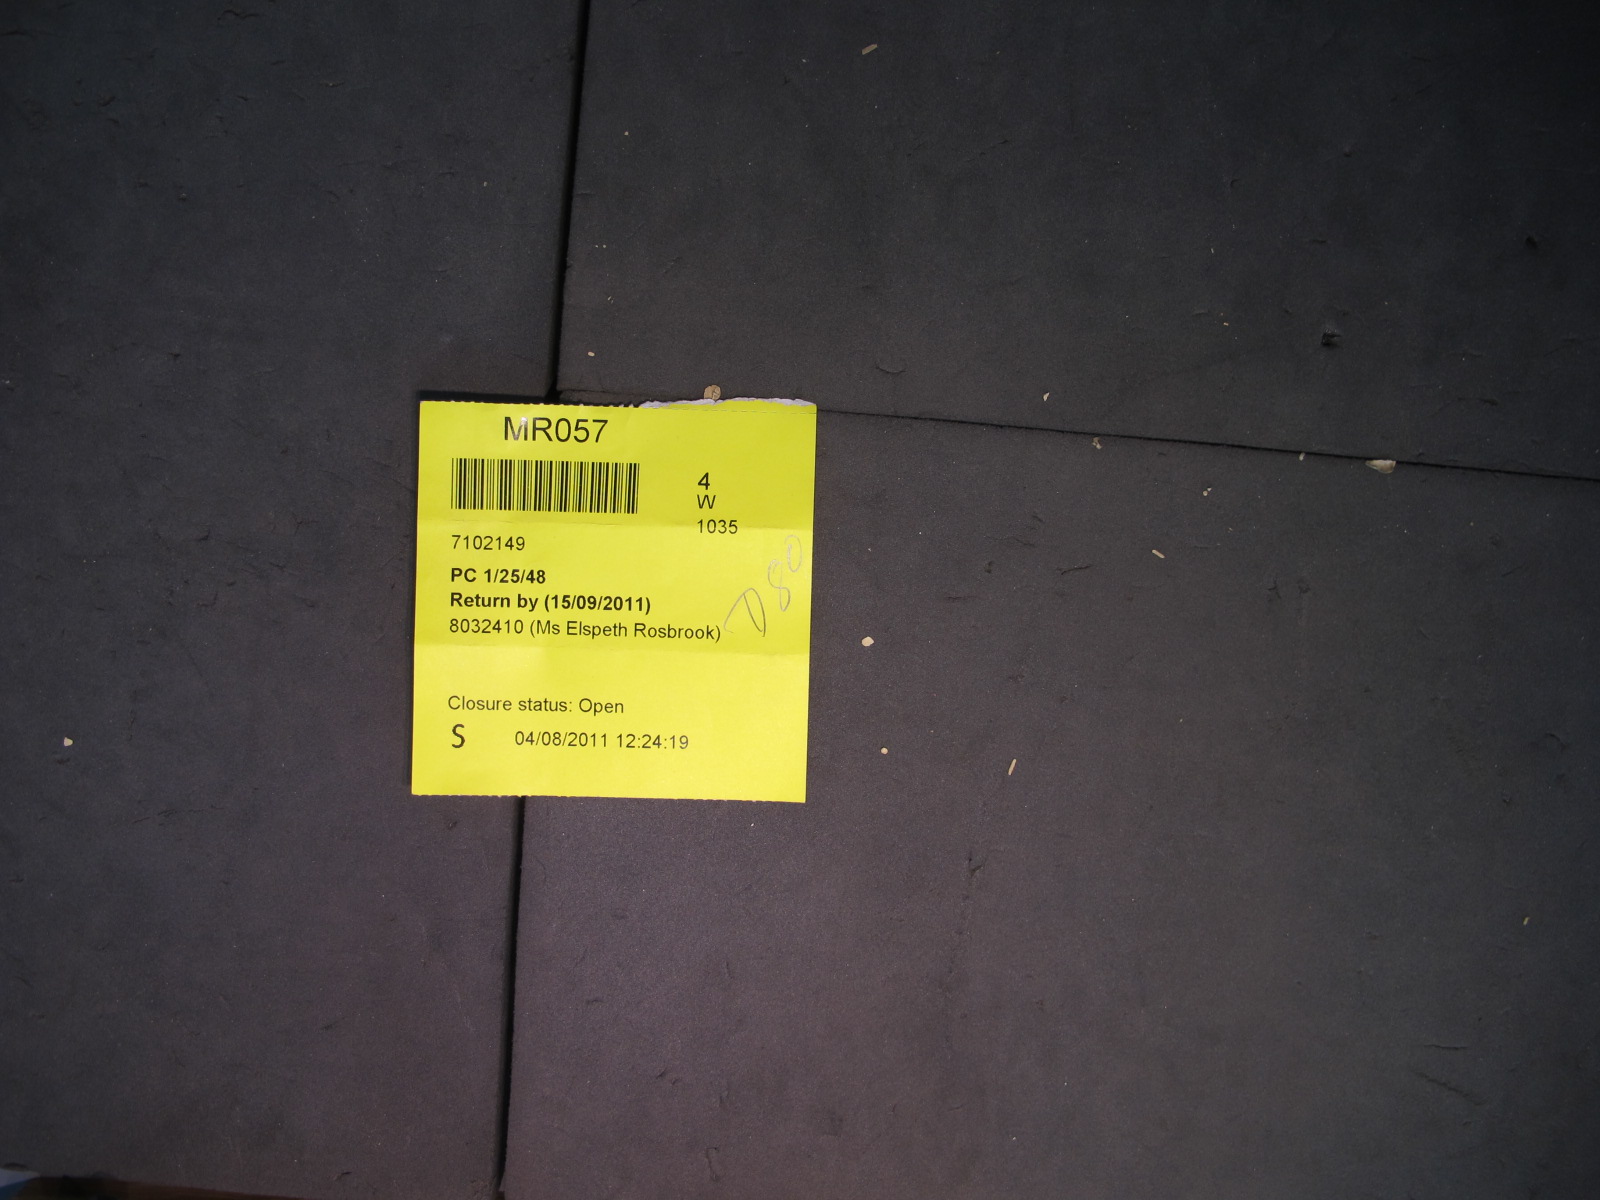 MR057
4
W
1035
7102149
PC 1/25/48
Return by (15/09/2011)
8032410 (Ms Elspeth Rosbrook)
D80
Closure status: Open
S 04/08/2011 12:24:19